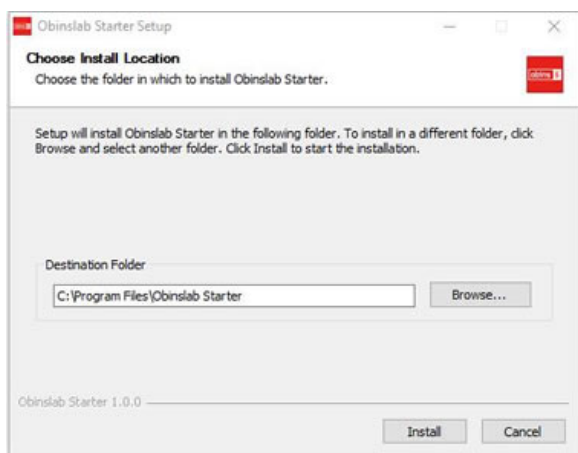 Obinslab Starter Setup
Choose Install Location
Choose the folder in which to install Obinslab Starter.
Setup will install Obinslab Starter in the following folder. To install in a different folder, click
Browse and select another folder. Click Install to start the installation.
Destination Folder
C:\Program Files\Obinslab Starter
Browse...
Obinslab Starter 1.0.0
Install
Cancel